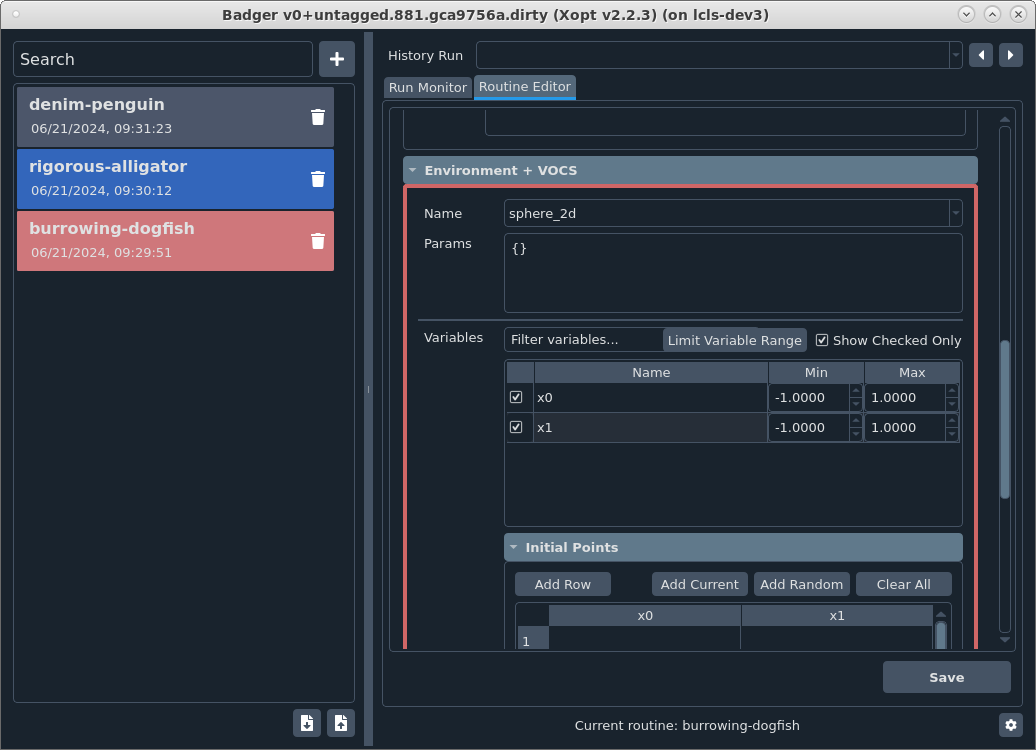 Badger v0+untagged.881.gca9756a.dirty (Xopt v2.2.3) (on lcls-dev3)
Search
denim-penguin
06/21/2024, 09:31:23
rigorous-alligator
06/21/2024, 09:30:12
burrowing-dogfish
06/21/2024, 09:29:51
History Run
Run Monitor Routine Editor
Environment + VOCS
Name sphere_2d
Params {}
Variables Filter variables... Limit Variable Range Show Checked Only
Name Min Max
x0 -1.0000 1.0000
x1 -1.0000 1.0000
Initial Points
Add Row Add Current Add Random Clear All
x0 x1
1
Save
Current routine: burrowing-dogfish